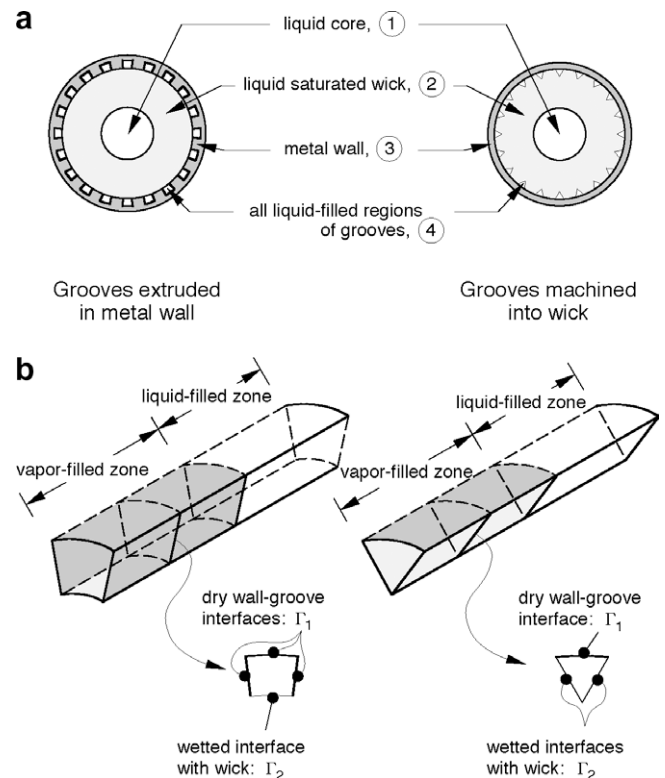 a
liquid core, 1
liquid saturated wick, 2
metal wall, 3
all liquid-filled regions
of grooves, 4
Grooves extruded
in metal wall
Grooves machined
into wick
b
liquid-filled zone
vapor-filled zone
liquid-filled zone
vapor-filled zone
dry wall-groove
interfaces: Γ1
wetted interface
with wick: Γ2
dry wall-groove
interface: Γ1
wetted interfaces
with wick: Γ2